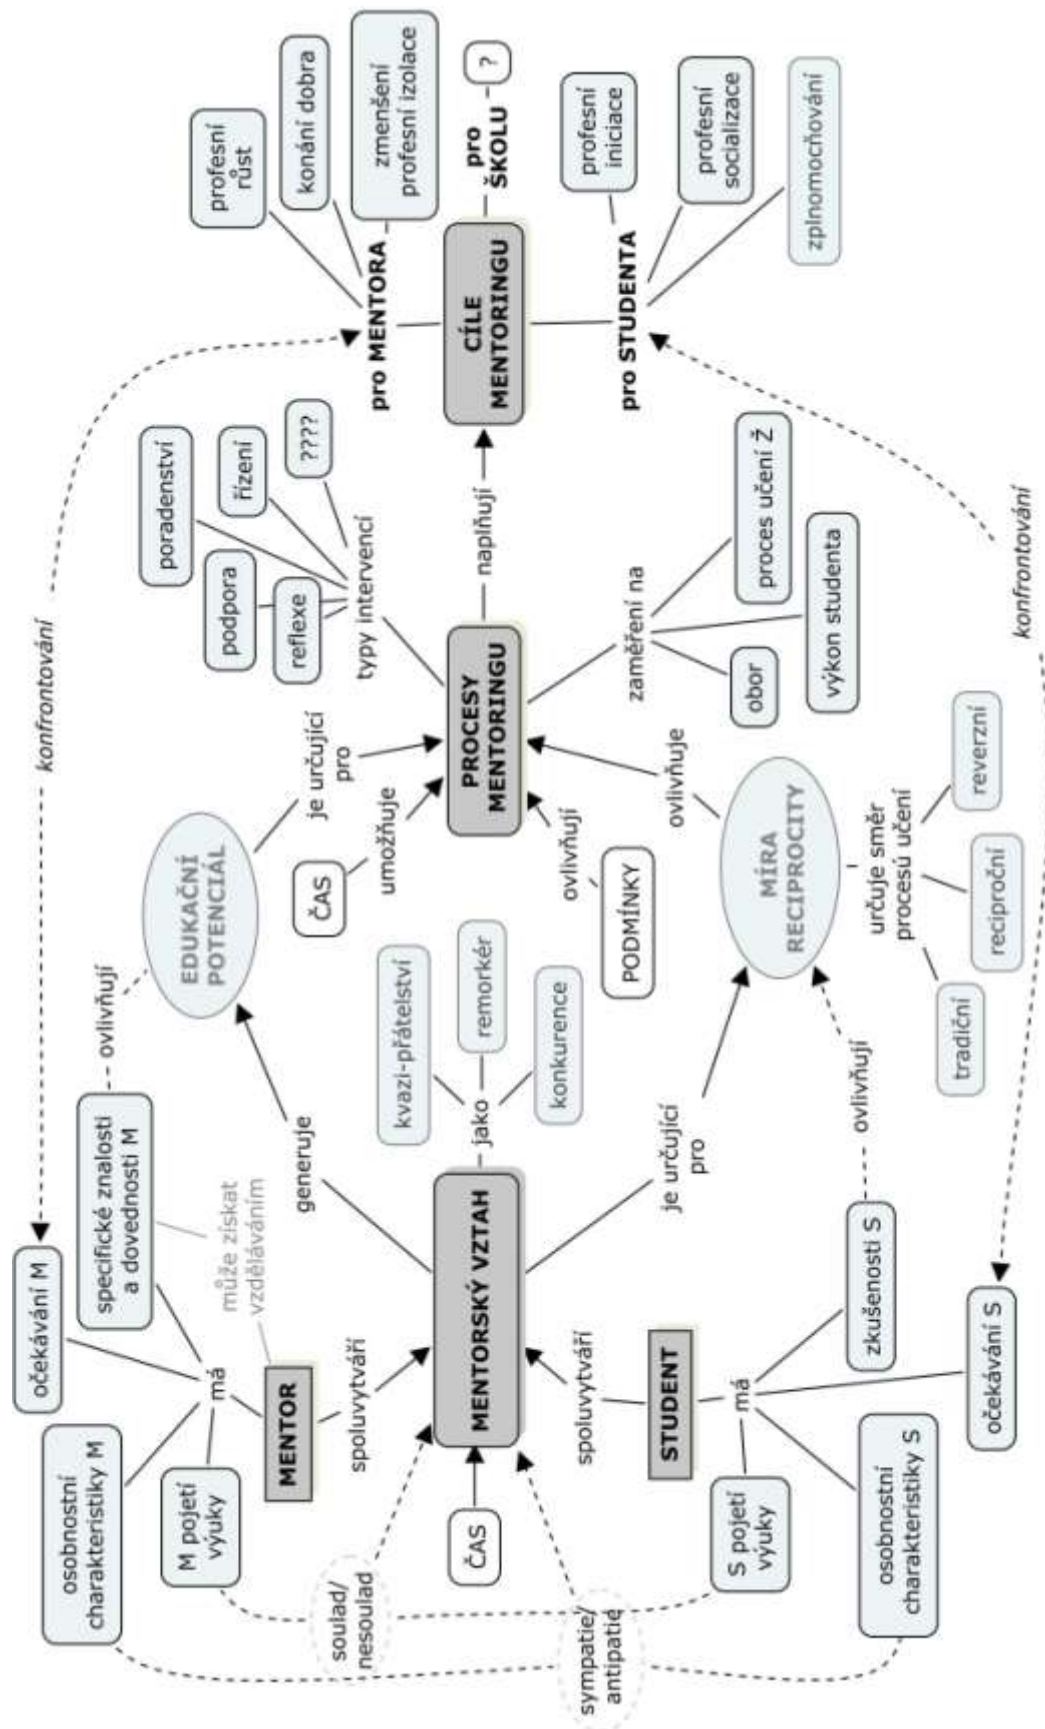 osobnostní
charakteristiky M
očekávání M
specifické znalosti
a dovednosti M
M pojetí
výuky
má
může získat
vzděláváním
MENTOR
spoluvytváří
soulad/
nesoulad
ČAS
MENTORSKÝ VZTAH
sympatie/
antipatie
spoluvytváří
STUDENT
má
S pojetí
výuky
osobnostní
charakteristiky S
zkušenosti S
očekávání S
ovlivňují
generuje
EDUKAČNÍ
POTENCIÁL
jako
kvazi-přátelství
remorkér
konkurence
je určující
pro
ovlivňují
MÍRA
RECIPROCITY
určuje směr
procesů učení
tradiční
reciproční
reverzní
je určující
pro
ČAS
umožňuje
PODMÍNKY
ovlivňují
ovlivňuje
PROCESY
MENTORINGU
typy intervencí
podpora
reflexe
poradenství
řízení
????
zaměření na
obor
výkon studenta
proces učení Ž
naplňují
konfrontování
konfrontování
CÍLE
MENTORINGU
pro MENTORA
profesní
růst
konání dobra
zmenšení
profesní izolace
pro
ŠKOLU
?
pro STUDENTA
profesní
iniciace
profesní
socializace
zplnomocňování